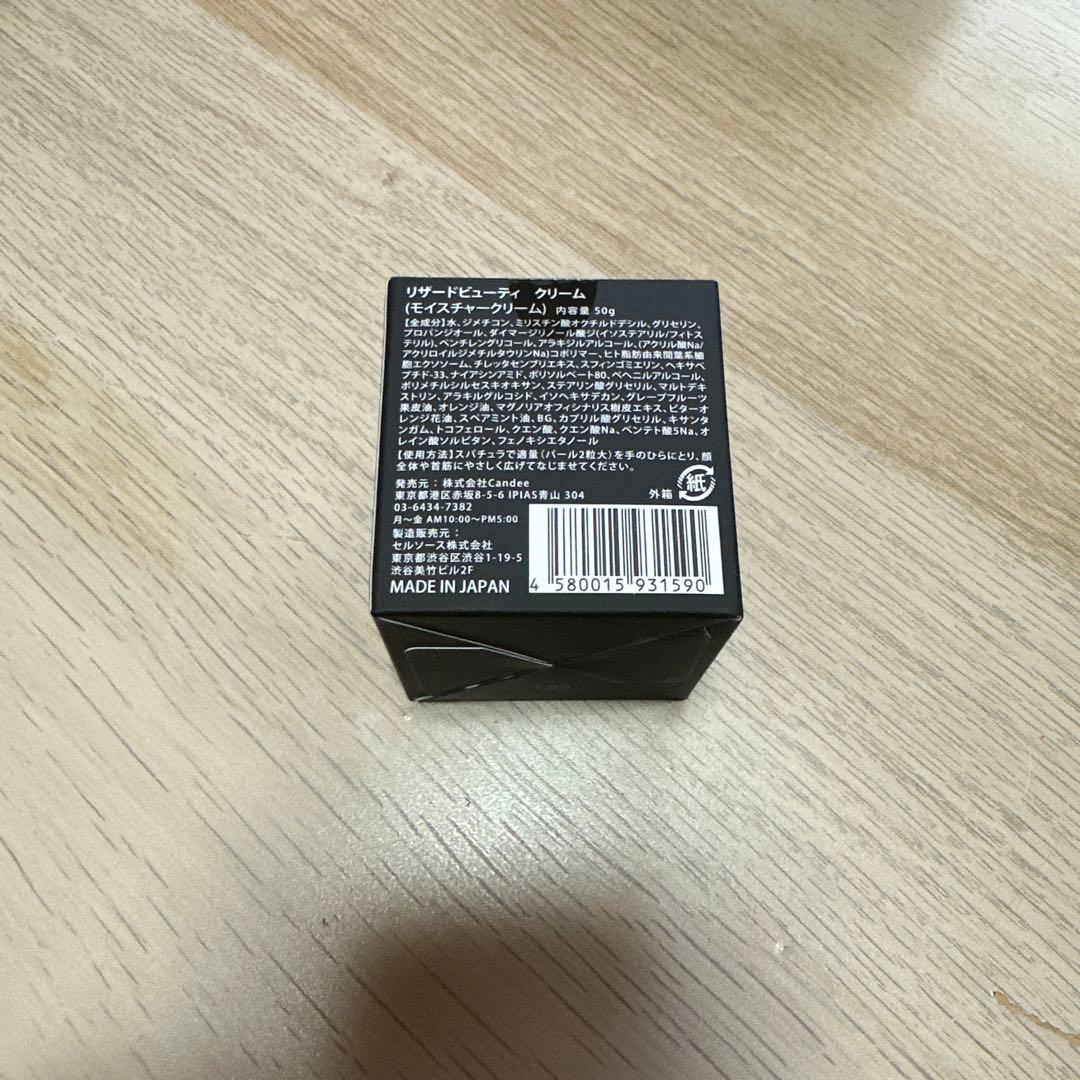 リザードビューティ クリーム
(モイスチャークリーム) 内容量 50g
【全成分】水、ジメチコン、ミリスチン酸オクチルドデシル、グリセリン、
プロパンジオール、ダイマージリノール酸ジ(イソステアリル/フィトス
テリル)、ペンチレングリコール、アラキジルアルコール、(アクリル酸Na/
アクリロイルジメチルタウリンNa)コポリマー、ヒト脂肪由来間葉系細
胞エクソソーム、チレッタセンブリエキス、スフィンゴミエリン、ヘキサペ
プチド-33、ナイアシンアミド、ポリソルベート80、ベヘニルアルコール、
ポリメチルシルセスキオキサン、ステアリン酸グリセリル、マルトデキ
ストリン、アラキルグルコシド、イソヘキサデカン、グレープフルーツ
果皮油、オレンジ油、マグノリアオフィシナリス樹皮エキス、ビターオ
レンジ花油、スペアミント油、BG、カプリル酸グリセリル、キサンタ
ンガム、トコフェロール、クエン酸、クエン酸Na、ペンテト酸5Na、オ
レイン酸ソルビタン、フェノキシエタノール
【使用方法】スパチュラで適量(パール2粒大)を手のひらにとり、顔
全体や首筋にやさしく広げてなじませてください。
発売元：株式会社Candee
東京都港区赤坂8-5-6 IPIAS青山 304
03-6434-7382
月～金 AM10:00～PM5:00
製造販売元：
セルソース株式会社
東京都渋谷区渋谷1-19-5
渋谷美竹ビル2F
MADE IN JAPAN
外箱 紙
4 580015 931590